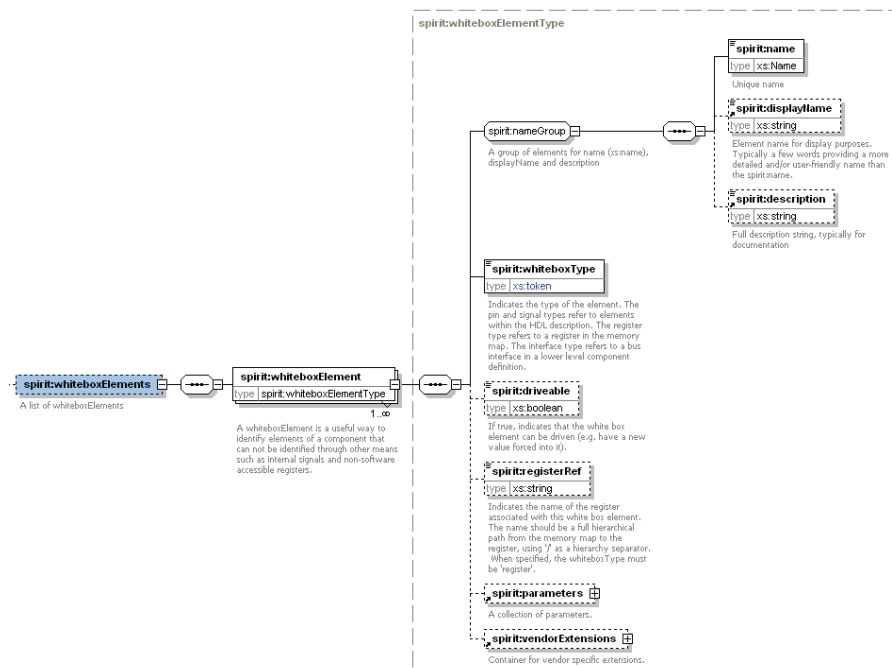 spirit:whiteboxElementType
spirit:name
type xs:Name
Unique name
spirit:displayName
type xs:string
Element name for display purposes.
Typically a few words providing a more
detailed and/or user-friendly name than
the spirit:name.
spirit:description
type xs:string
Full description string, typically for
documentation
spirit:nameGroup
A group of elements for name (xs:name),
displayName and description
spirit:whiteboxType
type xs:token
Indicates the type of the element. The
pin and signal types refer to elements
within the HDL description. The register
type refers to a register in the memory
map. The interface type refers to a bus
interface in a lower level component
definition.
spirit:whiteboxElements
A list of whiteboxElements
spirit:whiteboxElement
type spirit:whiteboxElementType
1..∞
A whiteboxElement is a useful way to
identify elements of a component that
can not be identified through other means
such as internal signals and non-software
accessible registers.
spirit:driveable
type xs:boolean
If true, indicates that the white box
element can be driven (e.g. have a new
value forced into it).
spirit:registerRef
type xs:string
Indicates the name of the register
associated with this white box element.
The name should be a full hierarchical
path from the memory map to the
register, using '/' as a hierarchy separator.
When specified, the whiteboxType must
be 'register'.
spirit:parameters
A collection of parameters.
spirit:vendorExtensions
Container for vendor specific extensions.